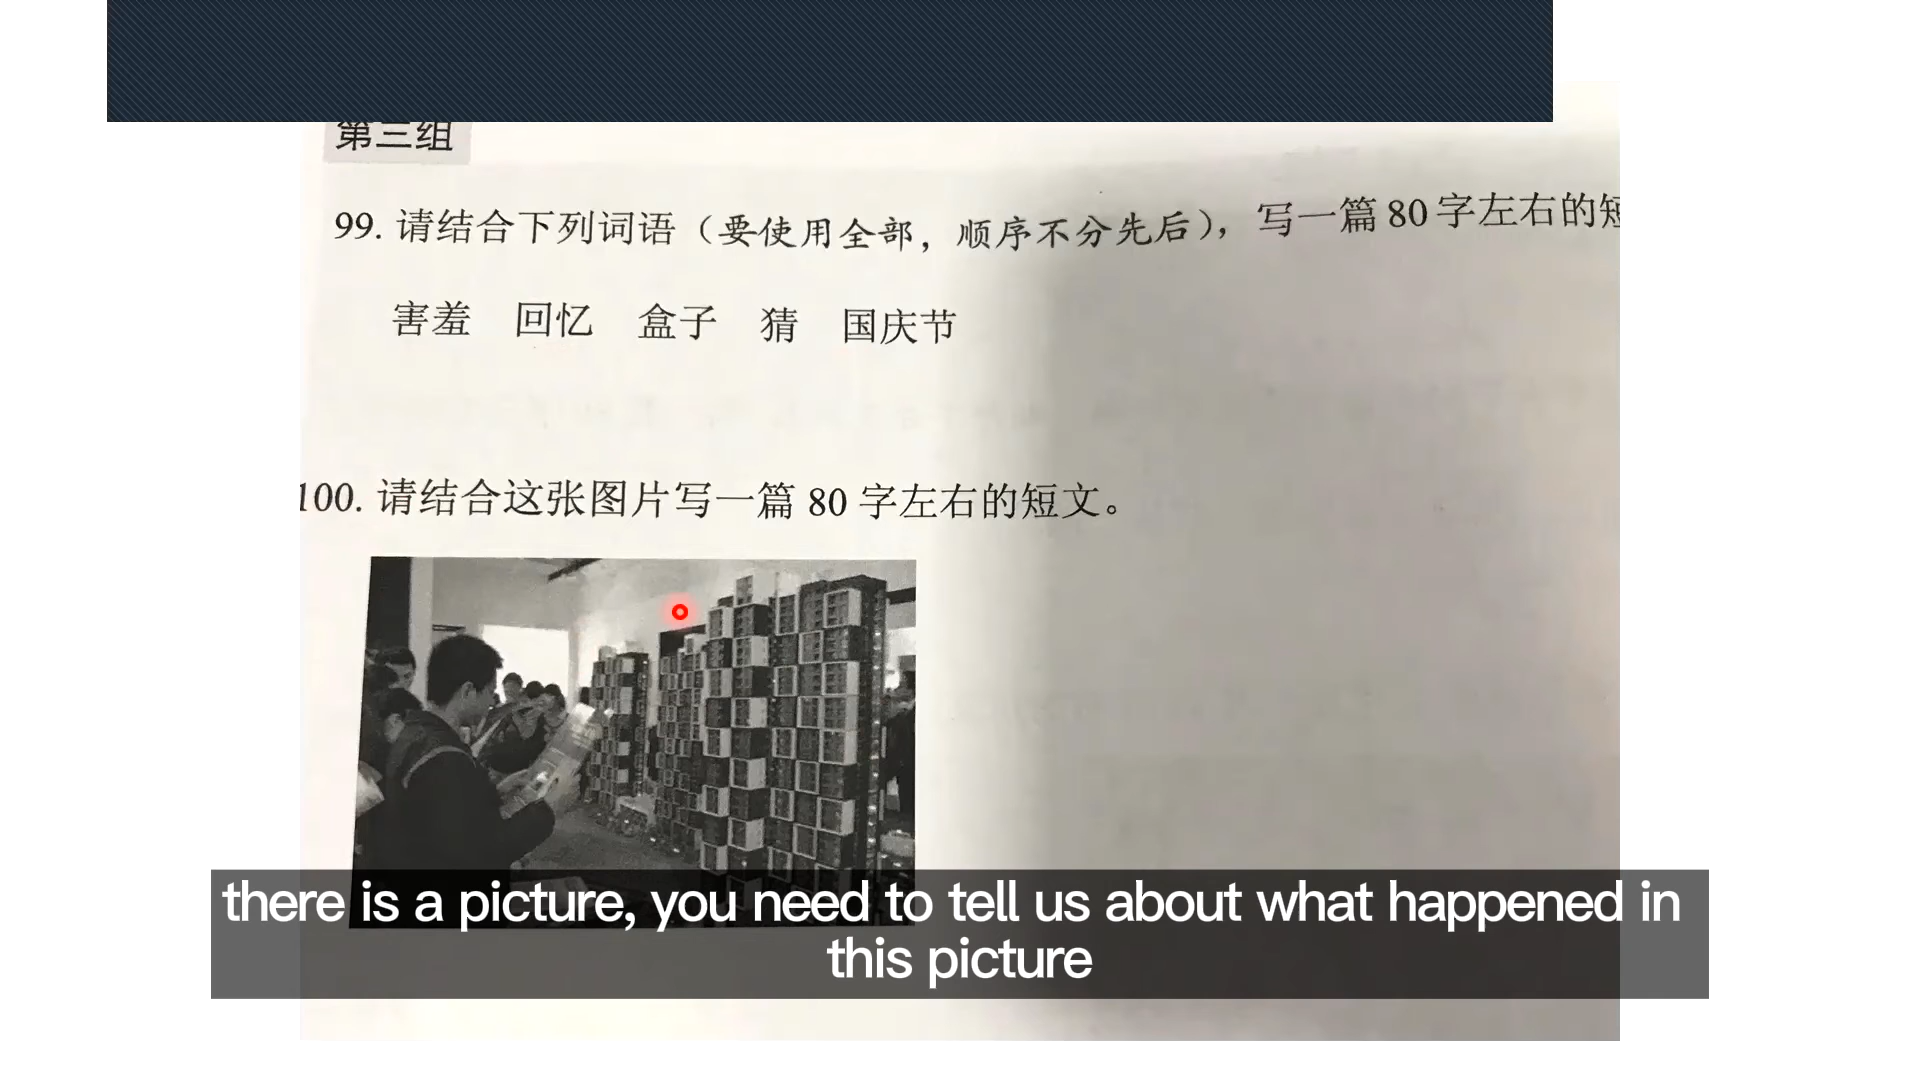 第三组
99. 请结合下列词语（要使用全部，顺序不分先后），写一篇 80 字左右的短
害羞 回忆 盒子 猜 国庆节
100. 请结合这张图片写一篇 80 字左右的短文。
there is a picture, you need to tell us about what happened in
this picture